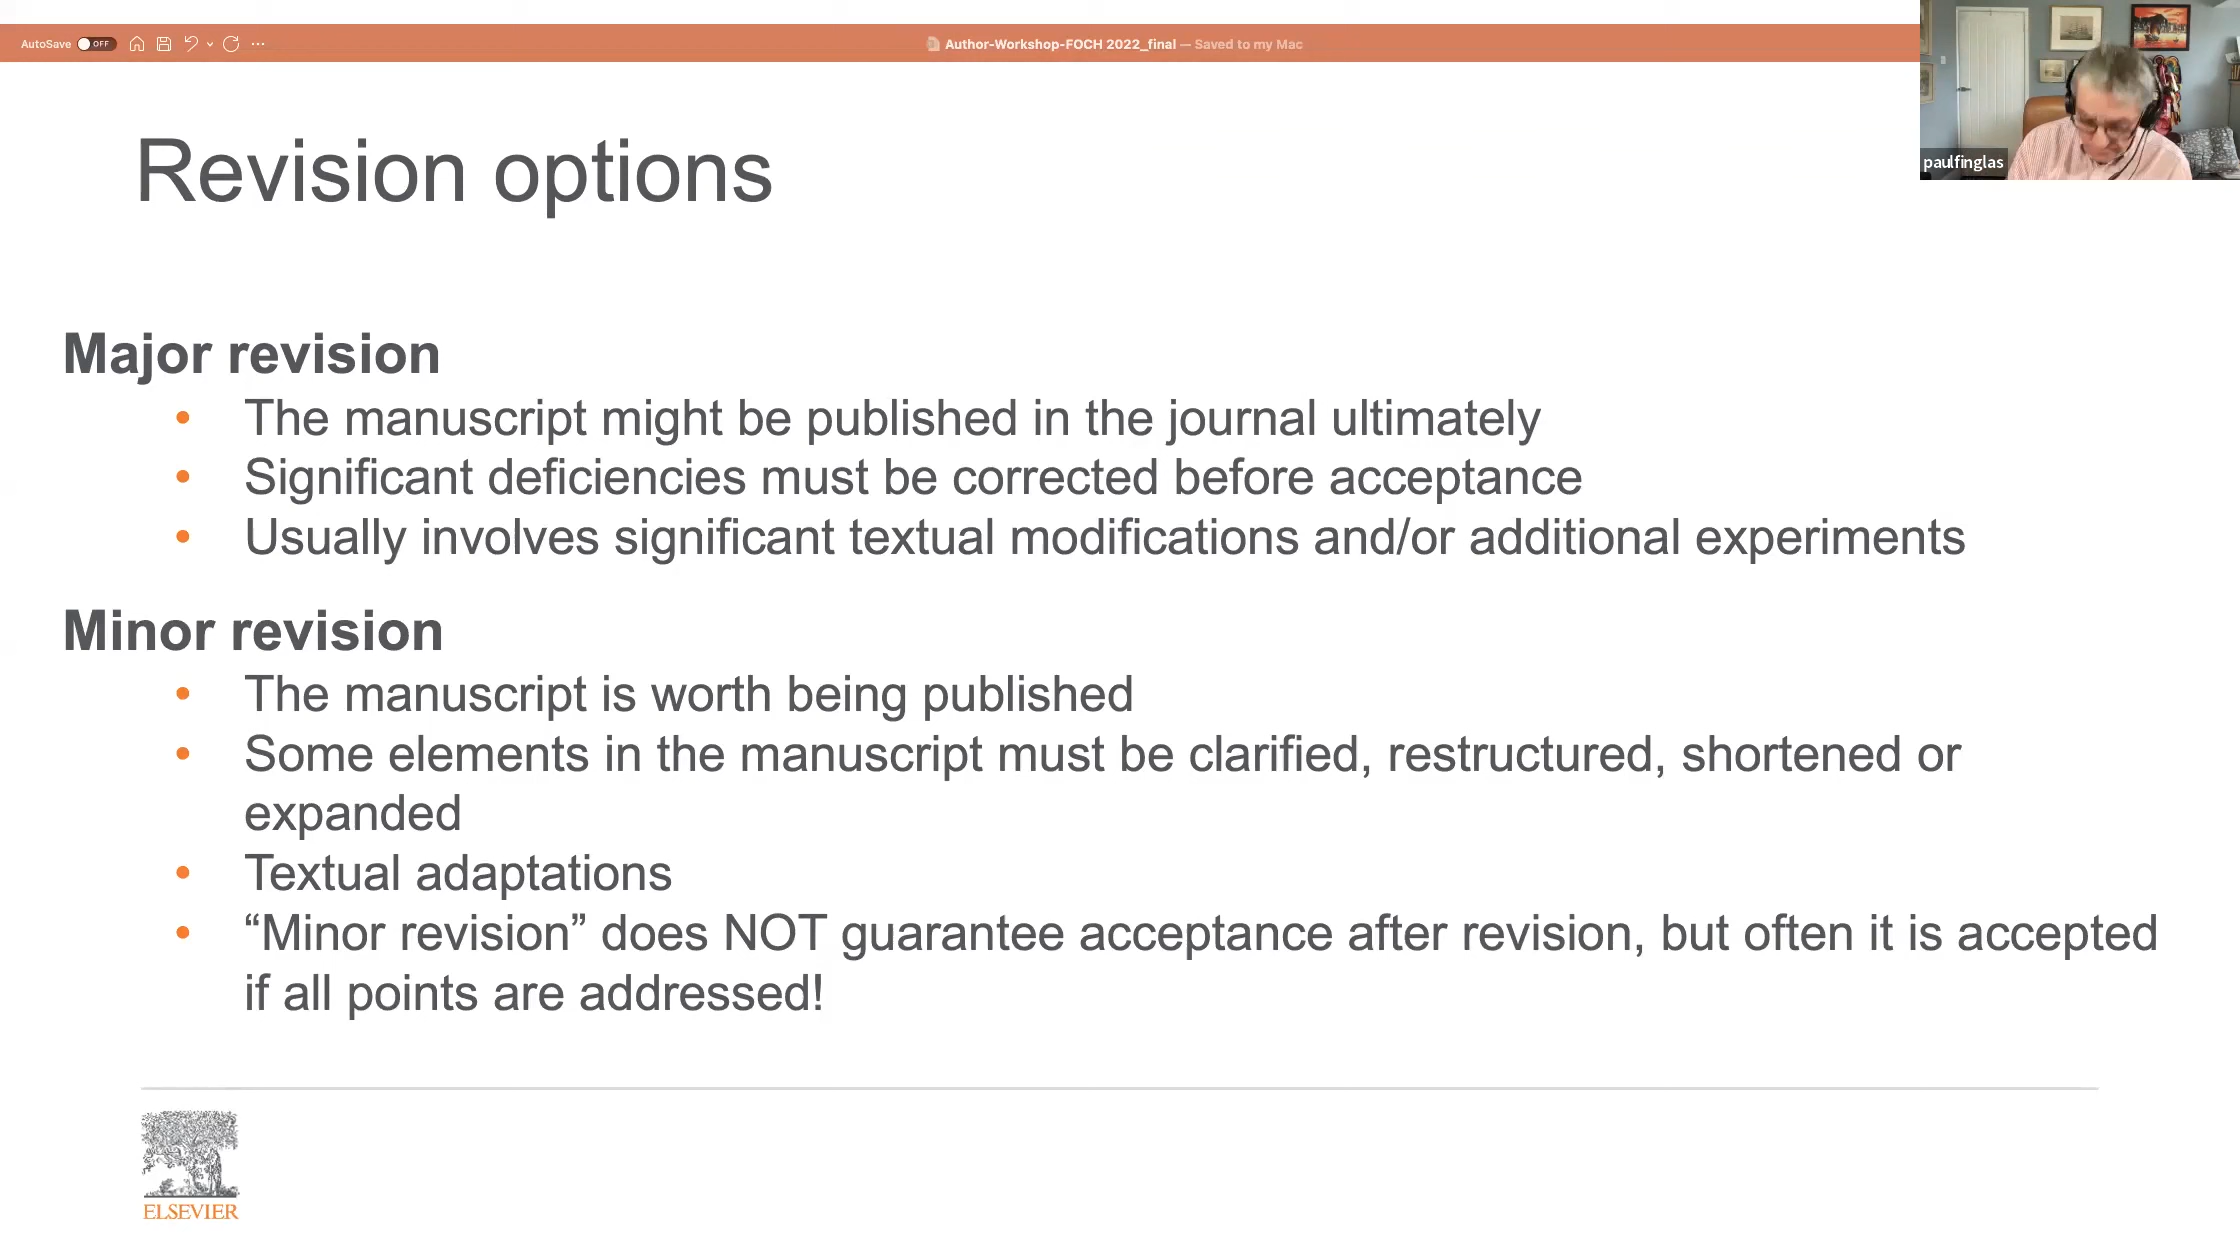 AutoSave OFF
Author-Workshop-FOCH 2022_final — Saved to my Mac
paulfinglas
Revision options
Major revision
• The manuscript might be published in the journal ultimately
• Significant deficiencies must be corrected before acceptance
• Usually involves significant textual modifications and/or additional experiments
Minor revision
• The manuscript is worth being published
• Some elements in the manuscript must be clarified, restructured, shortened or
expanded
• Textual adaptations
• “Minor revision” does NOT guarantee acceptance after revision, but often it is accepted
if all points are addressed!
ELSEVIER